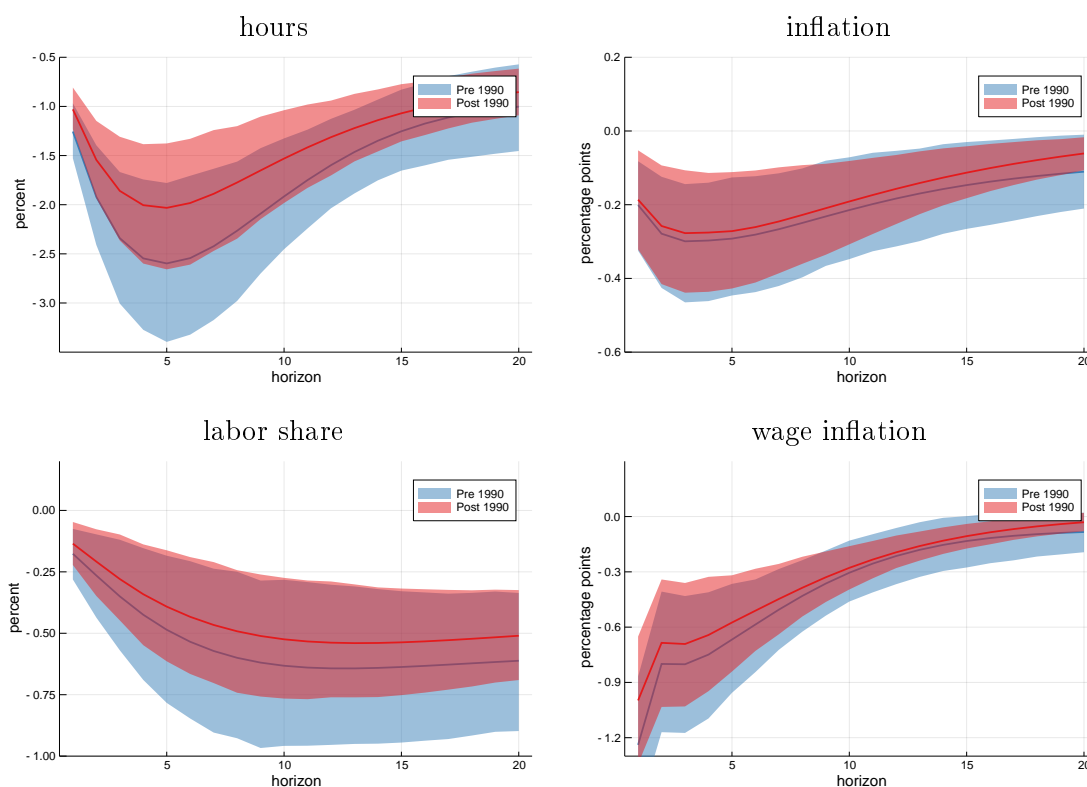 hours
- 0.5
- 1.0
- 1.5
- 2.0
- 2.5
- 3.0
percent
Pre 1990
Post 1990
5
10
15
20
horizon
inflation
0.2
0.0
- 0.2
- 0.4
- 0.6
percentage points
Pre 1990
Post 1990
5
10
15
20
horizon
labor share
0.00
- 0.25
- 0.50
- 0.75
- 1.00
percent
Pre 1990
Post 1990
5
10
15
20
horizon
wage inflation
0.0
- 0.3
- 0.6
- 0.9
- 1.2
percentage points
Pre 1990
Post 1990
5
10
15
20
horizon